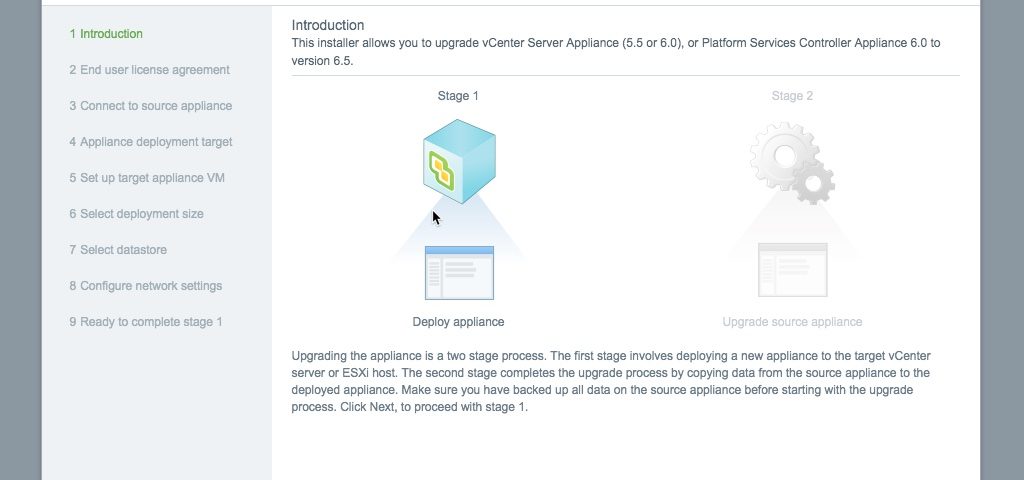 1 Introduction
2 End user license agreement
3 Connect to source appliance
4 Appliance deployment target
5 Set up target appliance VM
6 Select deployment size
7 Select datastore
8 Configure network settings
9 Ready to complete stage 1
Introduction
This installer allows you to upgrade vCenter Server Appliance (5.5 or 6.0), or Platform Services Controller Appliance 6.0 to
version 6.5.
Stage 1
Stage 2
Deploy appliance
Upgrade source appliance
Upgrading the appliance is a two stage process. The first stage involves deploying a new appliance to the target vCenter
server or ESXi host. The second stage completes the upgrade process by copying data from the source appliance to the
deployed appliance. Make sure you have backed up all data on the source appliance before starting with the upgrade
process. Click Next, to proceed with stage 1.